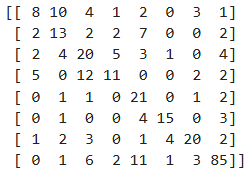 [[ 8 10 4 1 2 0 3 1]
[ 2 13 2 2 7 0 0 2]
[ 2 4 20 5 3 1 0 4]
[ 5 0 12 11 0 0 2 2]
[ 0 1 1 0 21 0 1 2]
[ 0 1 0 0 4 15 0 3]
[ 1 2 3 0 1 4 20 2]
[ 0 1 6 2 11 1 3 85]]